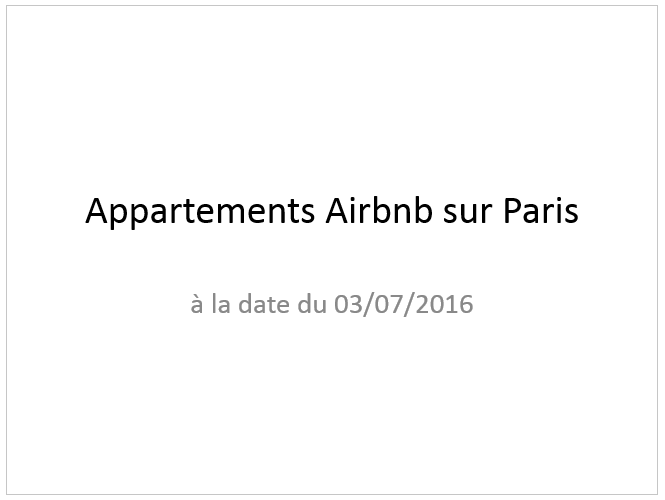 Appartements Airbnb sur Paris
à la date du 03/07/2016